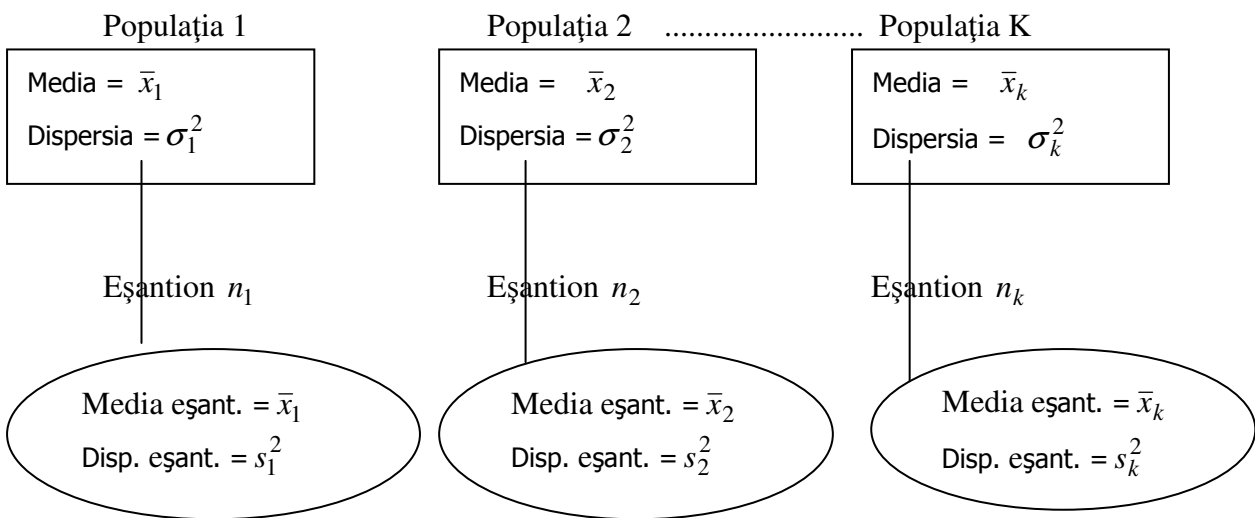 Populaţia 1 Populaţia 2 ......................... Populaţia K
Media = x̄₁ Media = x̄₂ Media = x̄ₖ
Dispersia = σ₁² Dispersia = σ₂² Dispersia = σₖ²
Eşantion n₁ Eşantion n₂ Eşantion nₖ
Media eşant. = x̄₁ Media eşant. = x̄₂ Media eşant. = x̄ₖ
Disp. eşant. = s₁² Disp. eşant. = s₂² Disp. eşant. = sₖ²